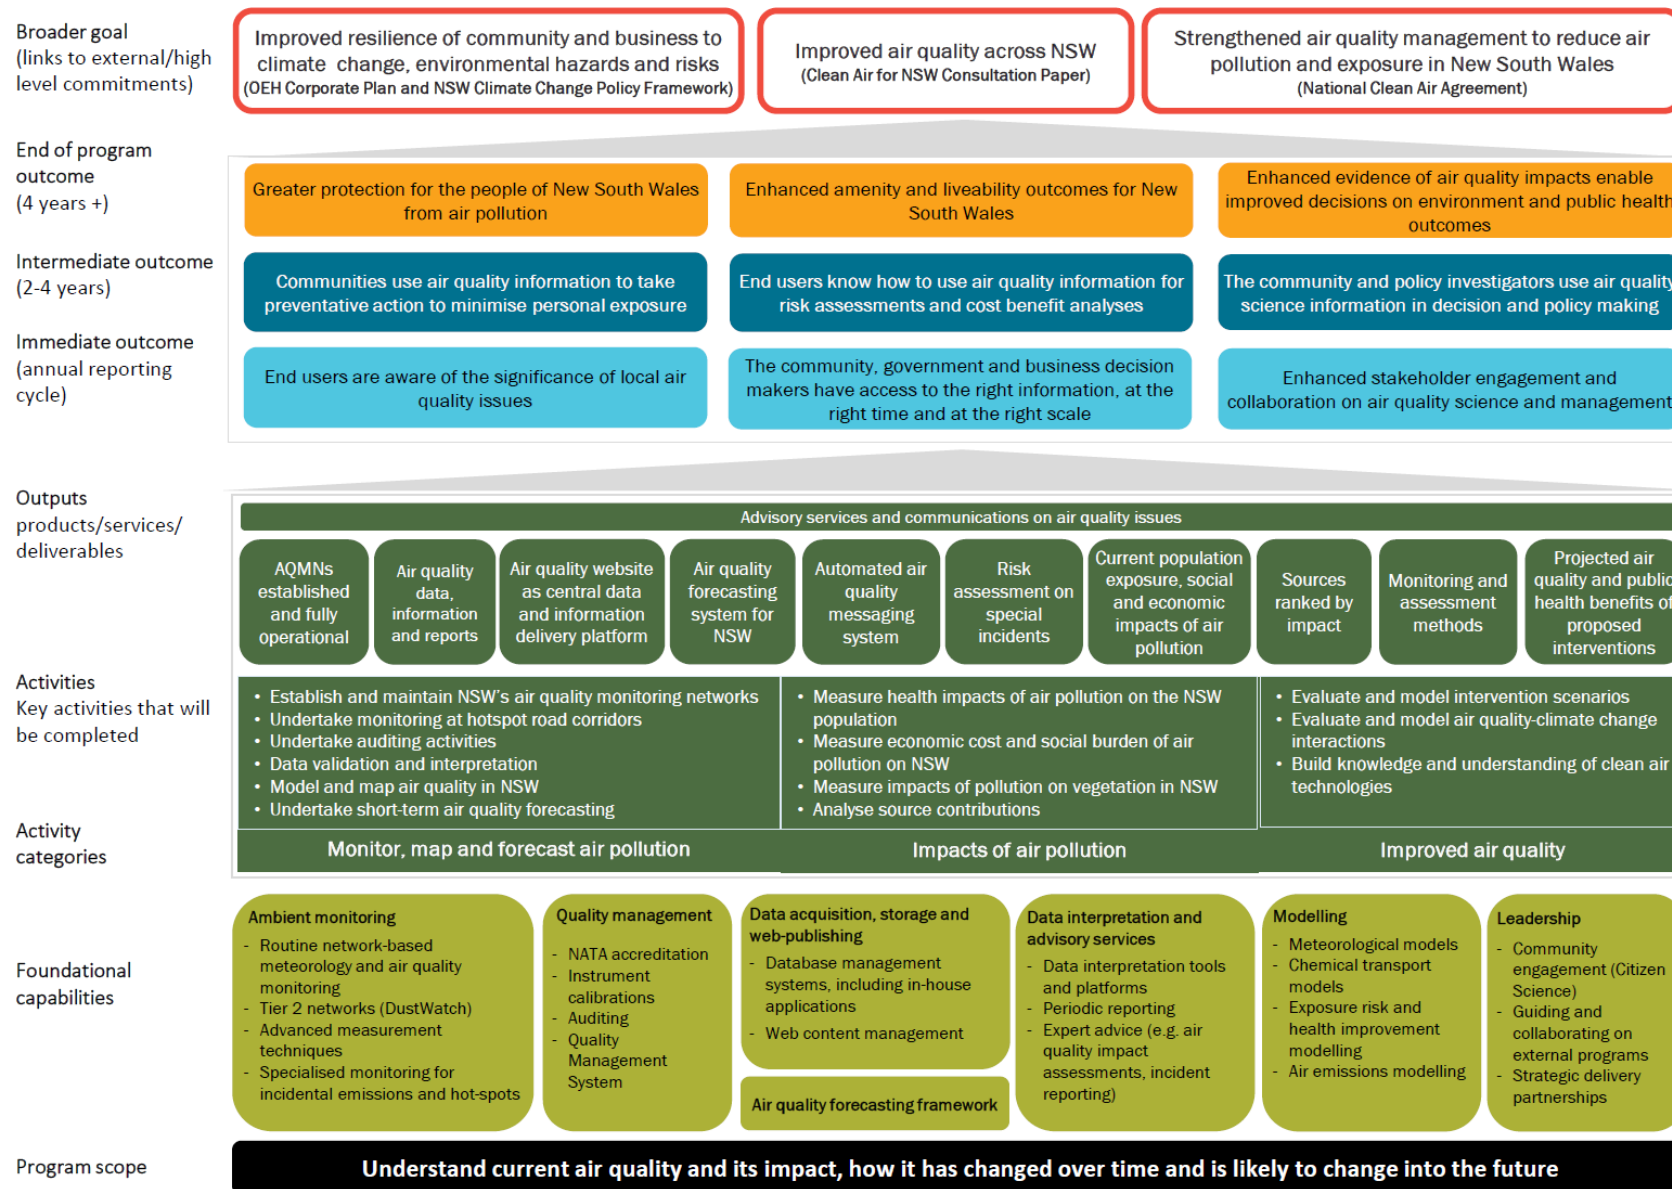 Broader goal
(links to external/high
level commitments)
Improved resilience of community and business to
climate change, environmental hazards and risks
(OEH Corporate Plan and NSW Climate Change Policy Framework)
Improved air quality across NSW
(Clean Air for NSW Consultation Paper)
Strengthened air quality management to reduce air
pollution and exposure in New South Wales
(National Clean Air Agreement)
End of program
outcome
(4 years +)
Greater protection for the people of New South Wales
from air pollution
Enhanced amenity and liveability outcomes for New
South Wales
Enhanced evidence of air quality impacts enable
improved decisions on environment and public health
outcomes
Intermediate outcome
(2-4 years)
Communities use air quality information to take
preventative action to minimise personal exposure
End users know how to use air quality information for
risk assessments and cost benefit analyses
The community and policy investigators use air quality
science information in decision and policy making
Immediate outcome
(annual reporting
cycle)
End users are aware of the significance of local air
quality issues
The community, government and business decision
makers have access to the right information, at the
right time and at the right scale
Enhanced stakeholder engagement and
collaboration on air quality science and management
Outputs
products/services/
deliverables
Advisory services and communications on air quality issues
AQMNs
established
and fully
operational
Air quality
data,
information
and reports
Air quality website
as central data
and information
delivery platform
Air quality
forecasting
system for
NSW
Automated air
quality
messaging
system
Risk
assessment on
special
incidents
Current population
exposure, social
and economic
impacts of air
pollution
Sources
ranked by
impact
Monitoring and
assessment
methods
Projected air
quality and public
health benefits of
proposed
interventions
Activities
Key activities that will
be completed
• Establish and maintain NSW's air quality monitoring networks
• Undertake monitoring at hotspot road corridors
• Undertake auditing activities
• Data validation and interpretation
• Model and map air quality in NSW
• Undertake short-term air quality forecasting
• Measure health impacts of air pollution on the NSW
population
• Measure economic cost and social burden of air
pollution on NSW
• Measure impacts of pollution on vegetation in NSW
• Analyse source contributions
• Evaluate and model intervention scenarios
• Evaluate and model air quality-climate change
interactions
• Build knowledge and understanding of clean air
technologies
Activity
categories
Monitor, map and forecast air pollution
Impacts of air pollution
Improved air quality
Foundational
capabilities
Ambient monitoring
- Routine network-based
meteorology and air quality
monitoring
- Tier 2 networks (DustWatch)
- Advanced measurement
techniques
- Specialised monitoring for
incidental emissions and hot-spots
Quality management
- NATA accreditation
- Instrument
calibrations
- Auditing
- Quality
Management
System
Data acquisition, storage and
web-publishing
- Database management
systems, including in-house
applications
- Web content management
Air quality forecasting framework
Data interpretation and
advisory services
- Data interpretation tools
and platforms
- Periodic reporting
- Expert advice (e.g. air
quality impact
assessments, incident
reporting)
Modelling
- Meteorological models
- Chemical transport
models
- Exposure risk and
health improvement
modelling
- Air emissions modelling
Leadership
- Community
engagement (Citizen
Science)
- Guiding and
collaborating on
external programs
- Strategic delivery
partnerships
Program scope
Understand current air quality and its impact, how it has changed over time and is likely to change into the future